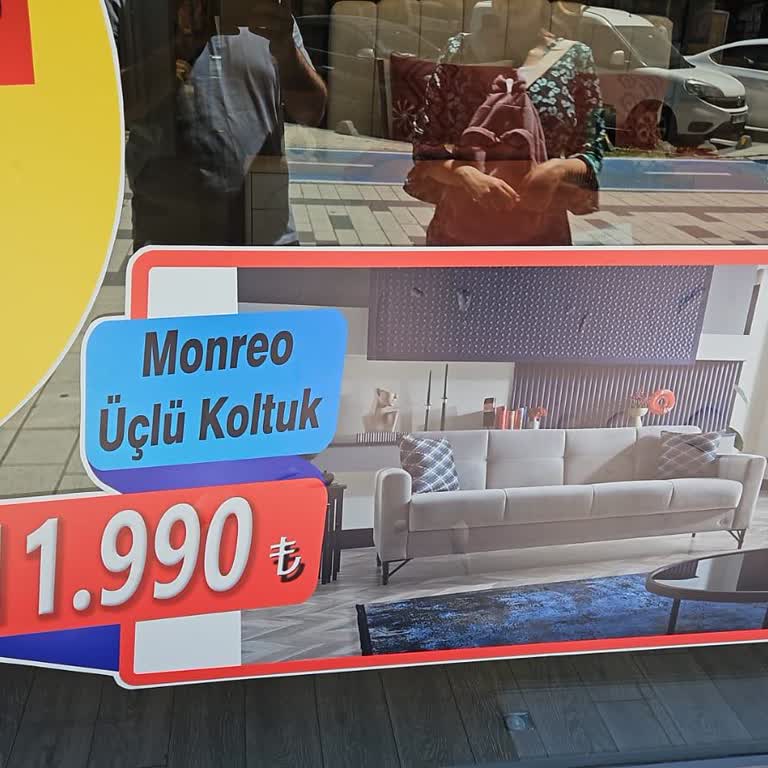 Monreo
Üçlü Koltuk
11.990 ₺